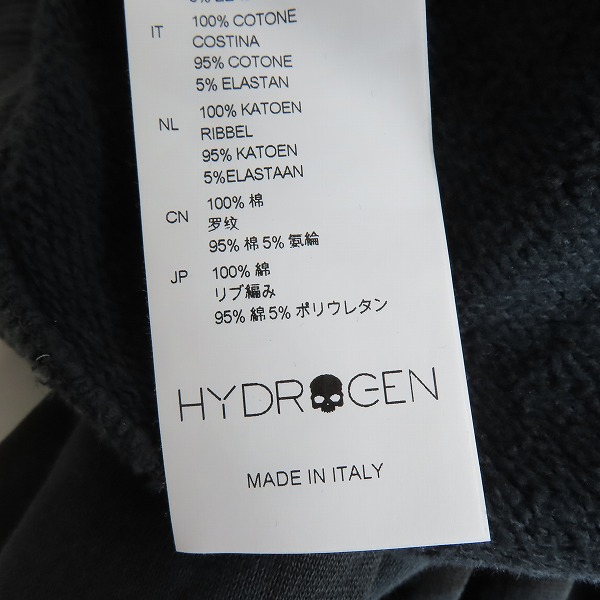 IT 100% COTONE
COSTINA
95% COTONE
5% ELASTAN
NL 100% KATOEN
RIBBEL
95% KATOEN
5%ELASTAAN
CN 100% 棉
罗纹
95% 棉 5% 氨綸
JP 100% 綿
リブ編み
95% 綿 5% ポリウレタン
HYDROGEN
MADE IN ITALY